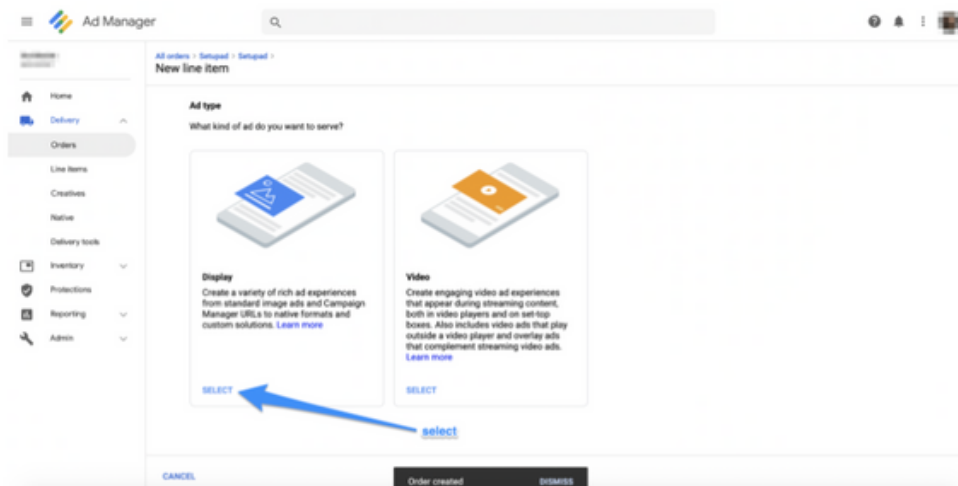 Ad Manager
All orders > Setupad > Setupad >
New line item
Home
Delivery
Orders
Line items
Creatives
Native
Delivery tools
Inventory
Protections
Reporting
Admin
Ad type
What kind of ad do you want to serve?
Display
Create a variety of rich ad experiences
from standard image ads and Campaign
Manager URLs to native formats and
custom solutions. Learn more
SELECT
Video
Create engaging video ad experiences
that appear during streaming content,
both in video players and on set-top
boxes. Also includes video ads that play
outside a video player and overlay ads
that complement streaming video ads.
Learn more
SELECT
select
CANCEL
Order created DISMISS